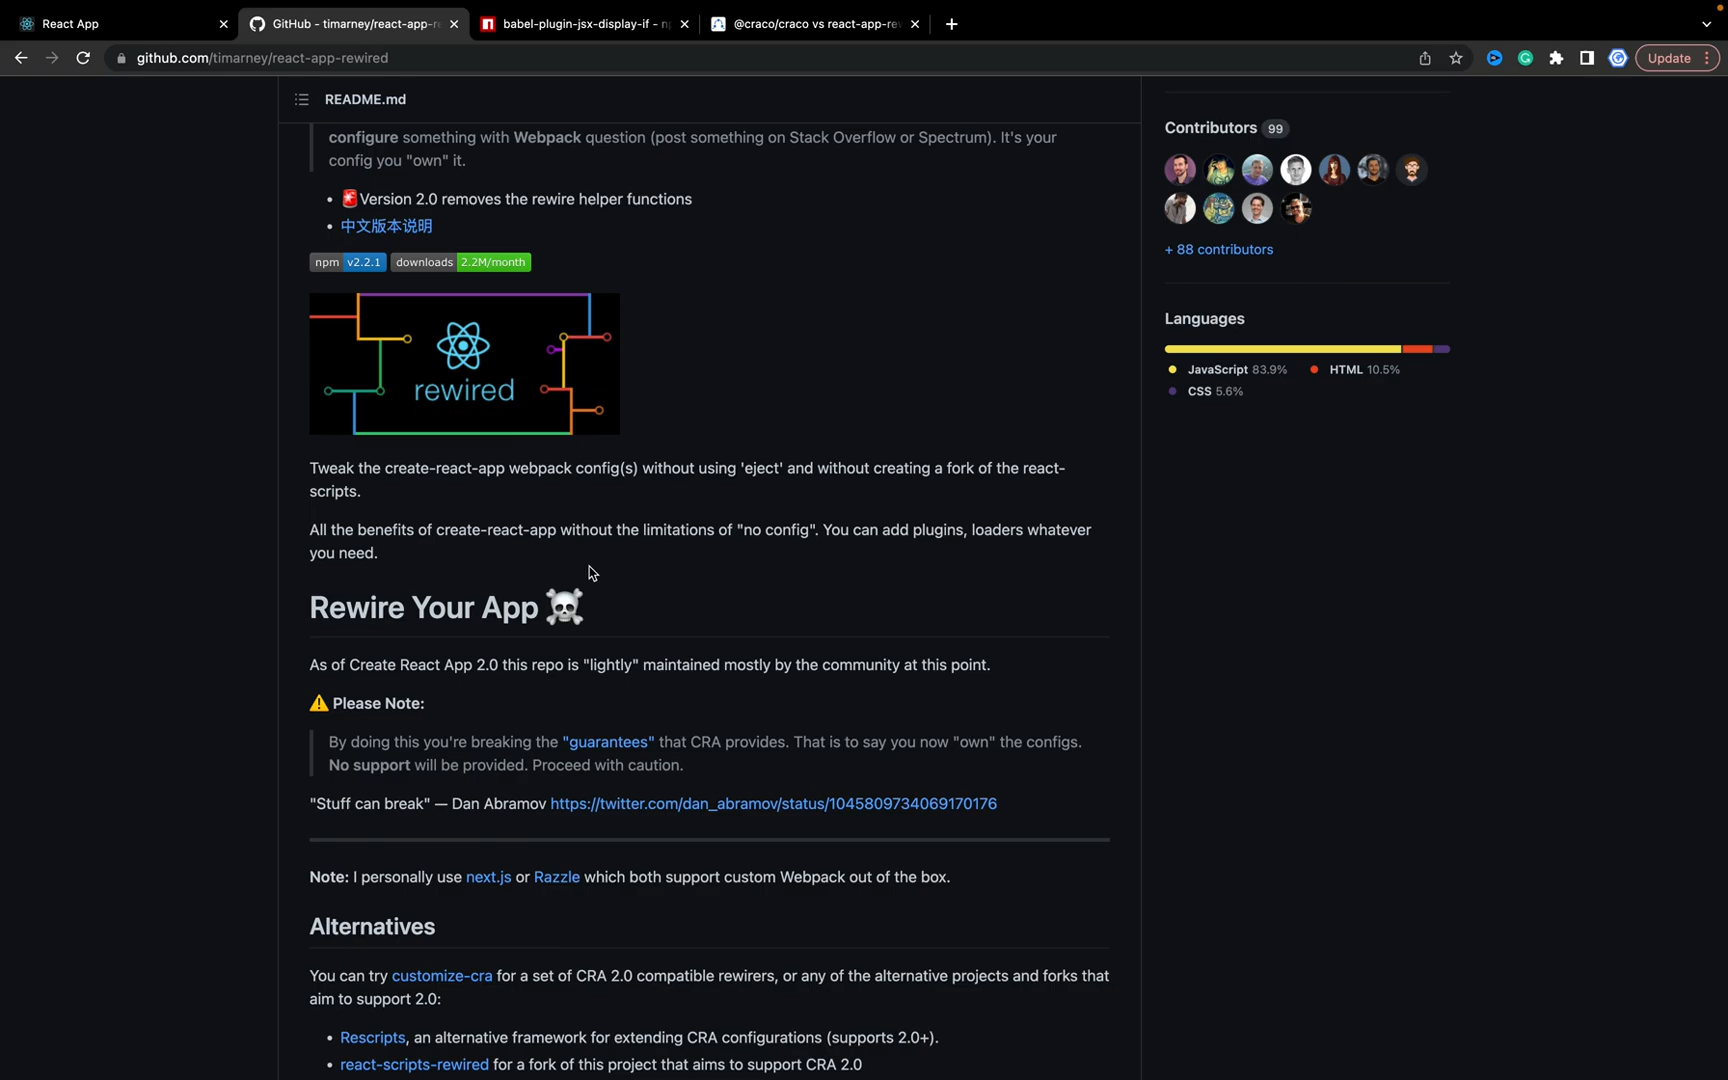 React App
GitHub - timarney/react-app-r
babel-plugin-jsx-display-if - n
@craco/craco vs react-app-re
github.com/timarney/react-app-rewired
Update
README.md
configure something with Webpack question (post something on Stack Overflow or Spectrum). It's your
config you "own" it.
🚨Version 2.0 removes the rewire helper functions
中文版本说明
npm v2.2.1 downloads 2.2M/month
rewired
Tweak the create-react-app webpack config(s) without using 'eject' and without creating a fork of the react-
scripts.
All the benefits of create-react-app without the limitations of "no config". You can add plugins, loaders whatever
you need.
Rewire Your App ☠️
As of Create React App 2.0 this repo is "lightly" maintained mostly by the community at this point.
⚠️ Please Note:
By doing this you're breaking the "guarantees" that CRA provides. That is to say you now "own" the configs.
No support will be provided. Proceed with caution.
"Stuff can break" — Dan Abramov https://twitter.com/dan_abramov/status/1045809734069170176
Note: I personally use next.js or Razzle which both support custom Webpack out of the box.
Alternatives
You can try customize-cra for a set of CRA 2.0 compatible rewirers, or any of the alternative projects and forks that
aim to support 2.0:
Rescripts, an alternative framework for extending CRA configurations (supports 2.0+).
react-scripts-rewired for a fork of this project that aims to support CRA 2.0
Contributors 99
+ 88 contributors
Languages
JavaScript 83.9% HTML 10.5%
CSS 5.6%